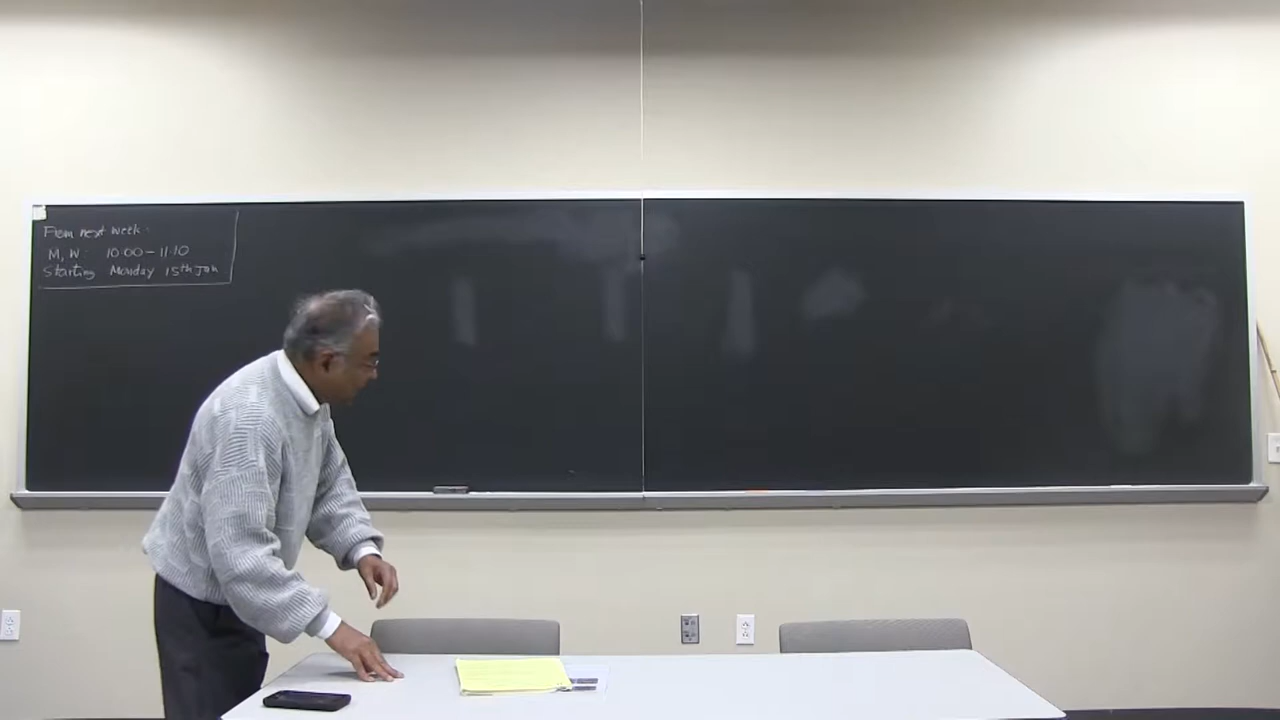 From next week:
M, W: 10:00 – 11:10
Starting Monday 15th Jan